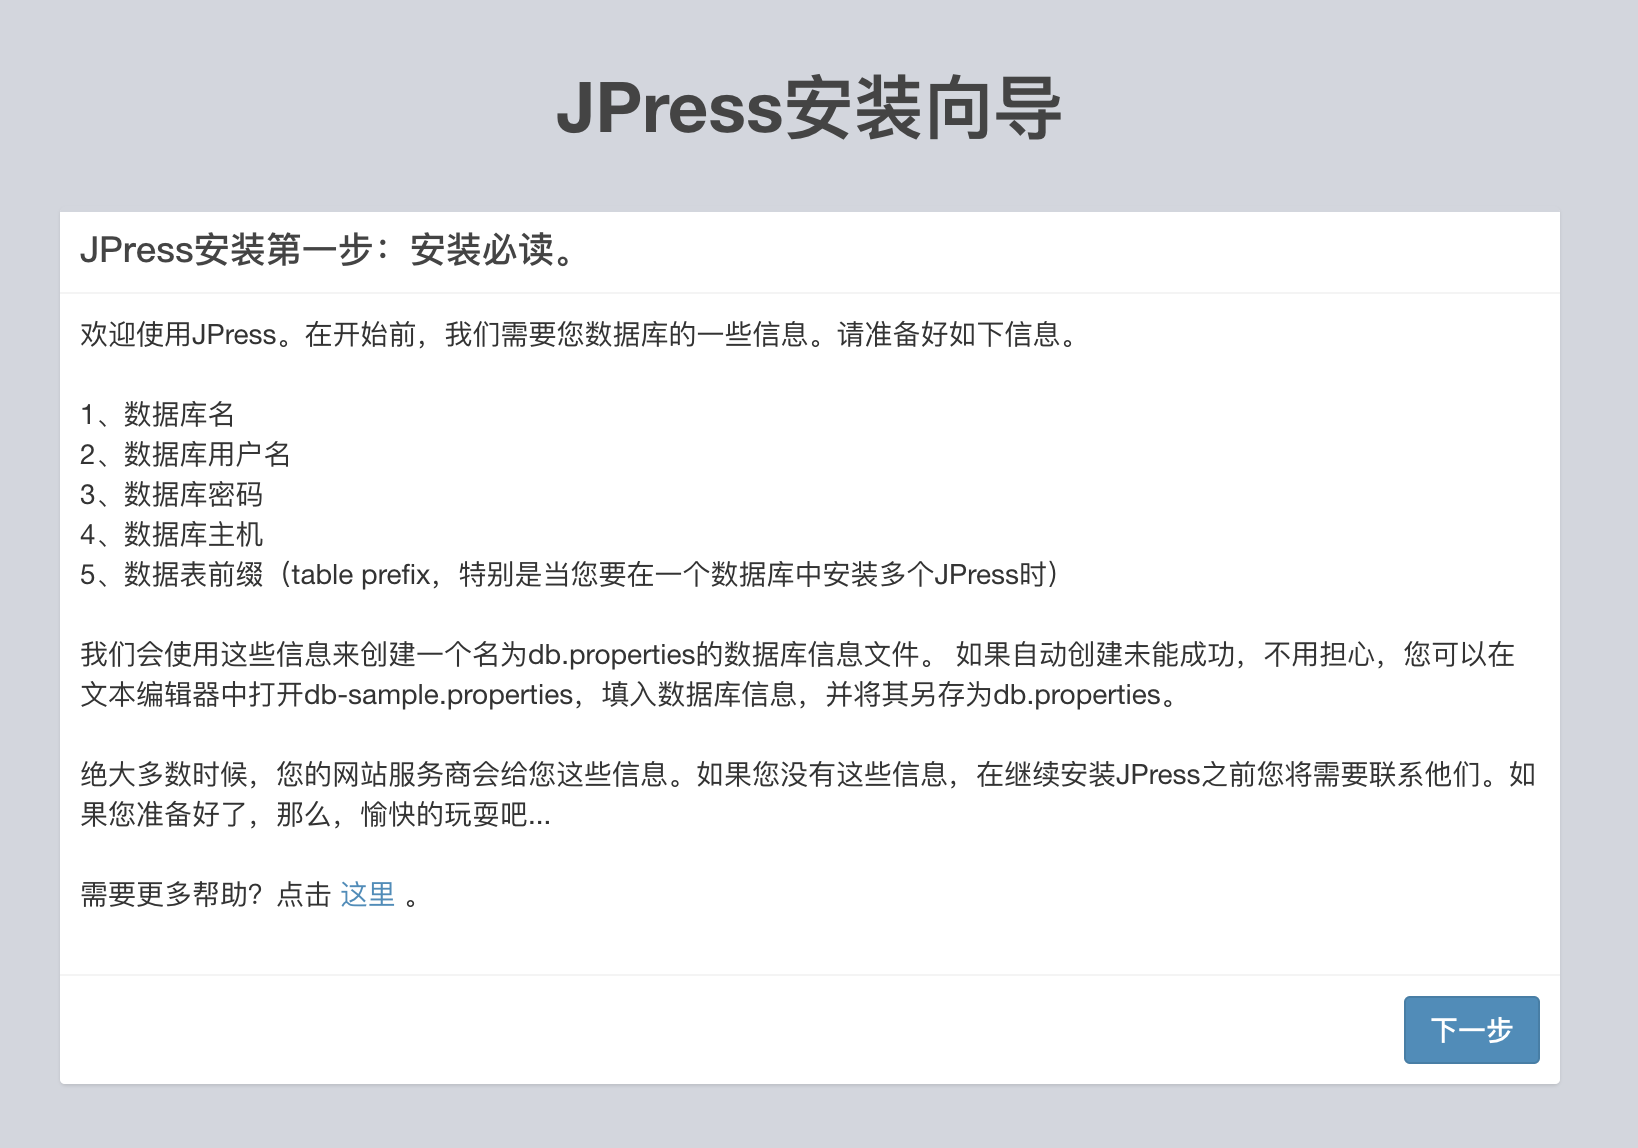 JPress安装向导
JPress安装第一步：安装必读。
欢迎使用JPress。在开始前，我们需要您数据库的一些信息。请准备好如下信息。
1、数据库名
2、数据库用户名
3、数据库密码
4、数据库主机
5、数据表前缀（table prefix，特别是当您要在一个数据库中安装多个JPress时）
我们会使用这些信息来创建一个名为db.properties的数据库信息文件。 如果自动创建未能成功，不用担心，您可以在
文本编辑器中打开db-sample.properties，填入数据库信息，并将其另存为db.properties。
绝大多数时候，您的网站服务商会给您这些信息。如果您没有这些信息，在继续安装JPress之前您将需要联系他们。如
果您准备好了，那么，愉快的玩耍吧...
需要更多帮助？点击 这里 。
下一步